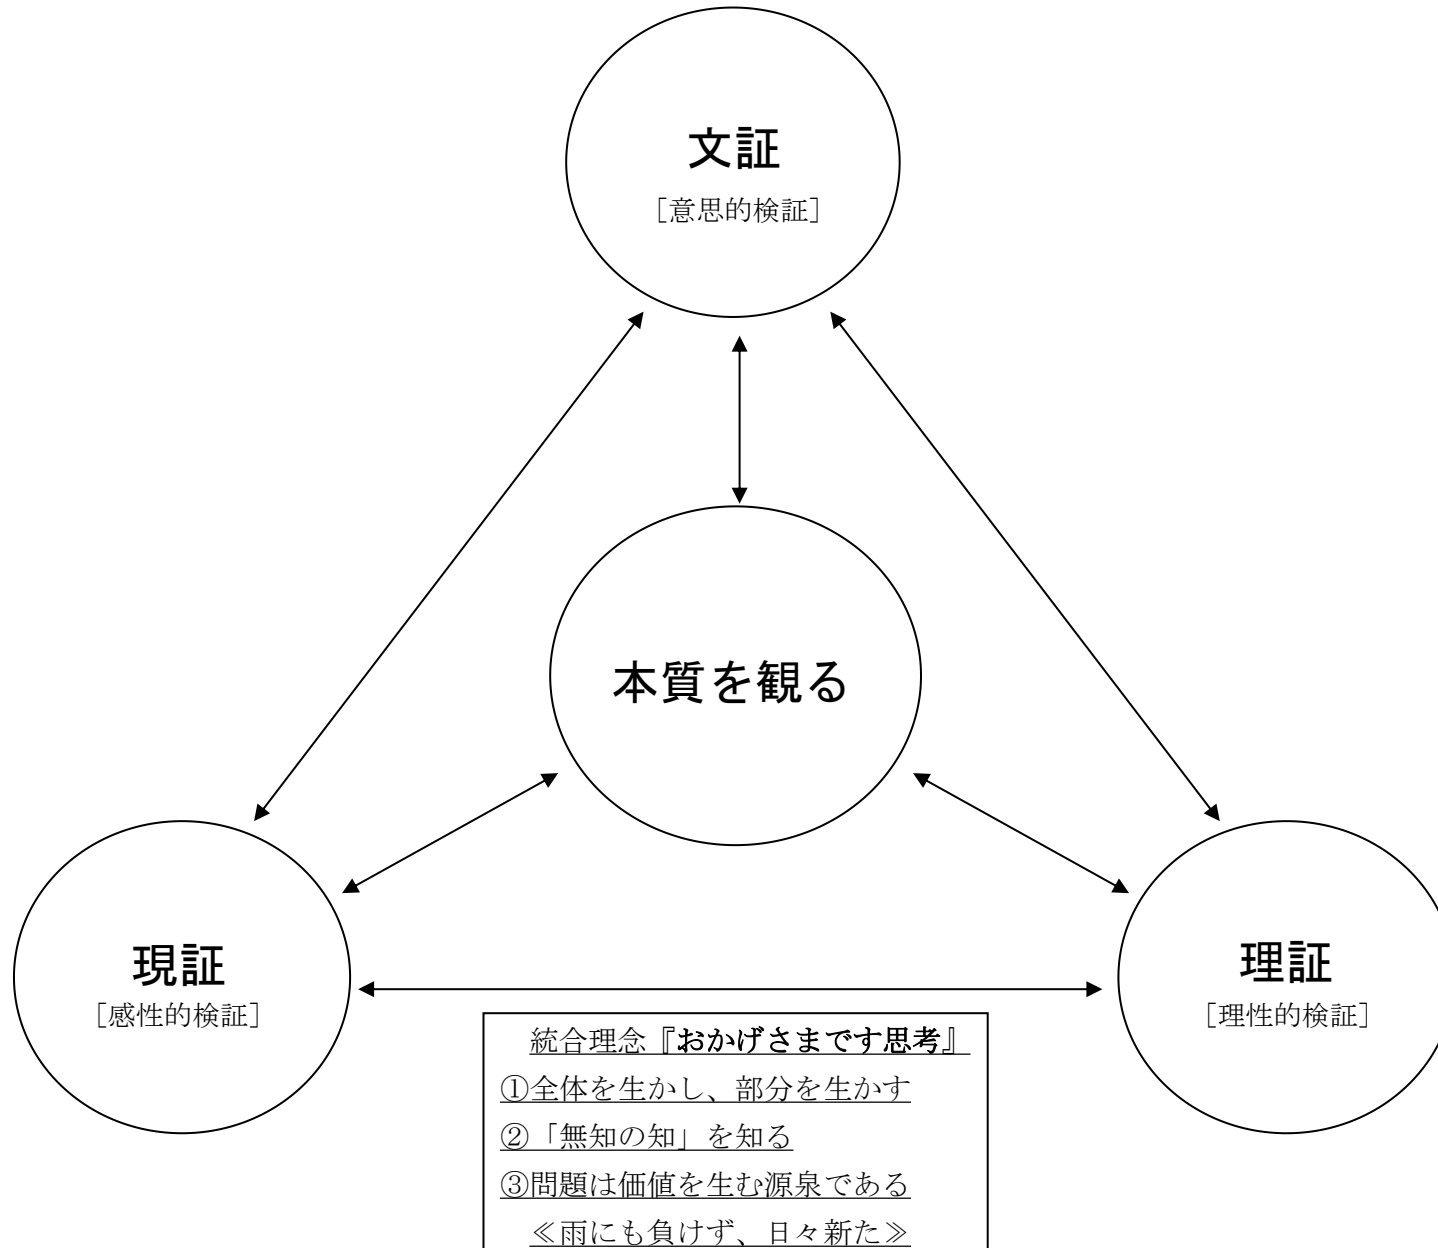 文証
［意思的検証］
本質を観る
現証
［感性的検証］
理証
［理性的検証］
統合理念『おかげさまです思考』
①全体を生かし、部分を生かす
②「無知の知」を知る
③問題は価値を生む源泉である
≪雨にも負けず、日々新た≫